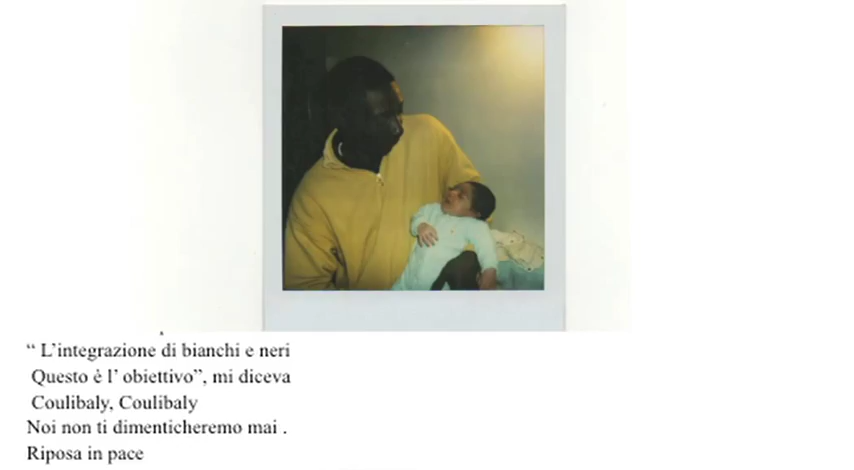 “ L’integrazione di bianchi e neri
Questo è l’ obiettivo”, mi diceva
Coulibaly, Coulibaly
Noi non ti dimenticheremo mai .
Riposa in pace